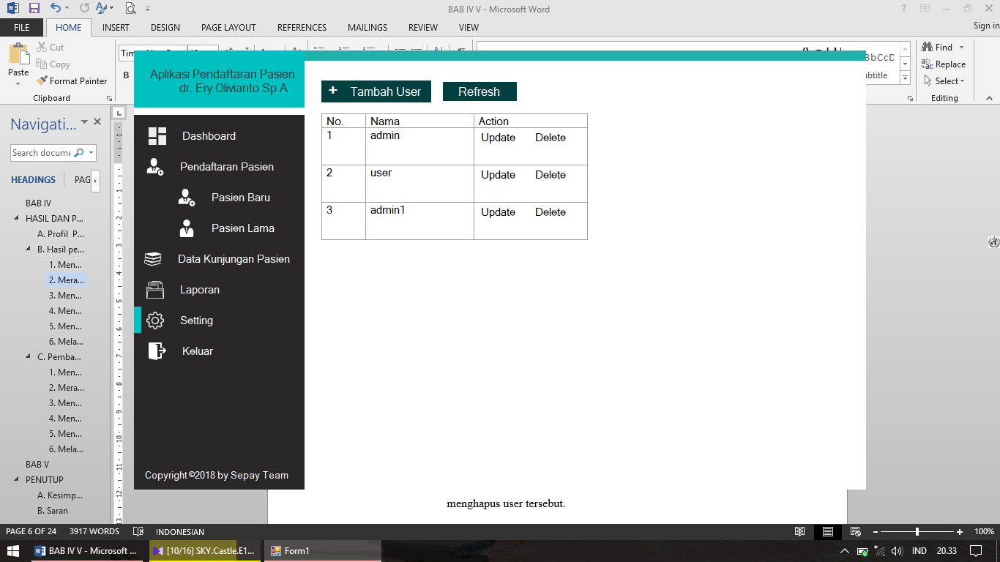 BAB IV V - Microsoft Word
FILE HOME INSERT DESIGN PAGE LAYOUT REFERENCES MAILINGS REVIEW VIEW Sign in
Cut
Copy
Format Painter
Paste
Clipboard
Find
Replace
Select
Editing
Aplikasi Pendaftaran Pasien
dr. Ery Olivianto Sp.A
Dashboard
Pendaftaran Pasien
Pasien Baru
Pasien Lama
Data Kunjungan Pasien
Laporan
Setting
Keluar
Copyright©2018 by Sepay Team
+ Tambah User Refresh
No. Nama Action
1 admin Update Delete
2 user Update Delete
3 admin1 Update Delete
Navigati...
Search docume
HEADINGS PAG
BAB IV
HASIL DAN P...
A. Profil P...
B. Hasil pe...
1. Men...
2. Mera...
3. Men...
4. Men...
5. Men...
6. Mela...
C. Pemba...
1. Men...
2. Mera...
3. Men...
4. Men...
5. Men...
6. Mela...
BAB V
PENUTUP
A. Kesimp...
B. Saran
menghapus user tersebut.
PAGE 6 OF 24 3917 WORDS INDONESIAN 100%
BAB IV V - Microsoft ... [10/16] SKY.Castle.E1... Form1 IND 20.33